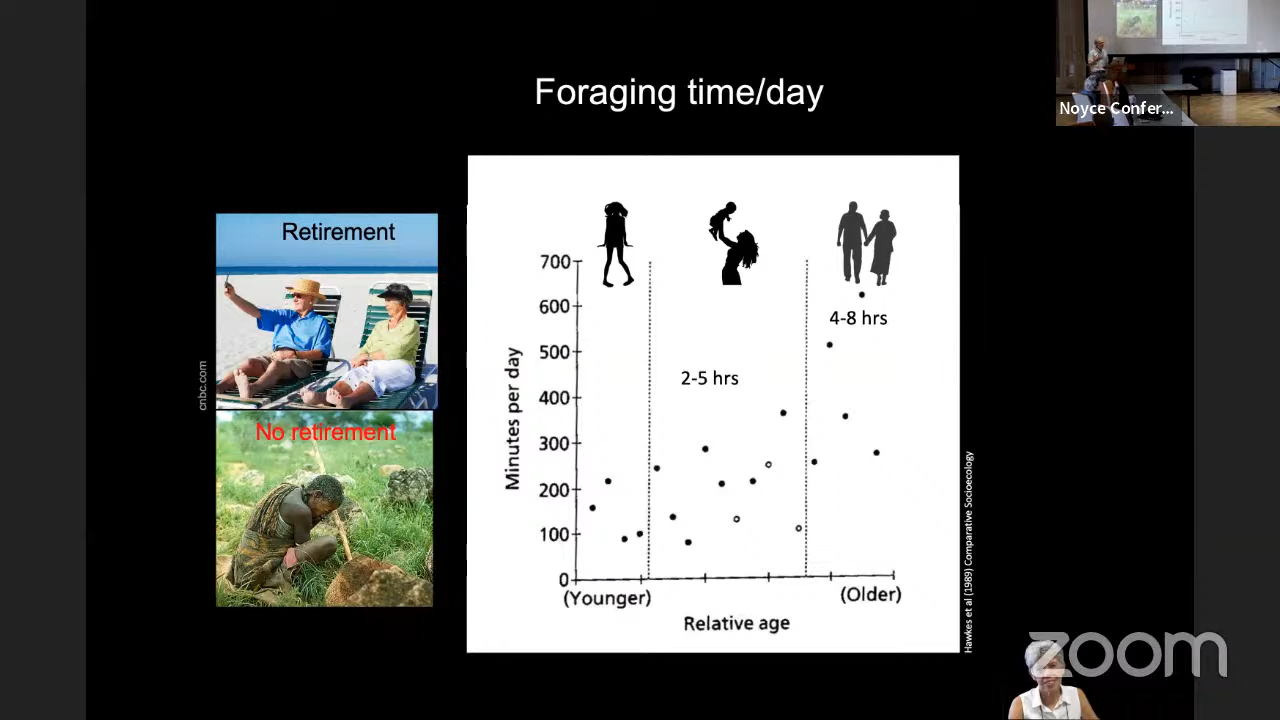 Foraging time/day
Noyce Confer...
Retirement
cnbc.com
No retirement
700
600
500
400
300
200
100
0
Minutes per day
4-8 hrs
2-5 hrs
(Younger)
(Older)
Relative age
Hawkes et al (1989) Comparative Socioecology
zoom